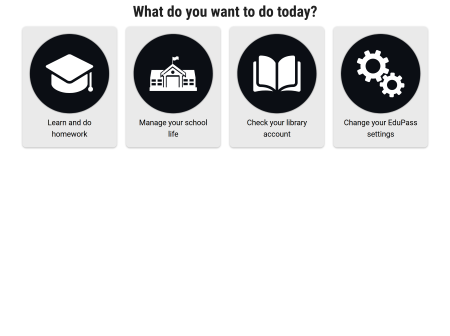 What do you want to do today?
Learn and do
homework
Manage your school
life
Check your library
account
Change your EduPass
settings